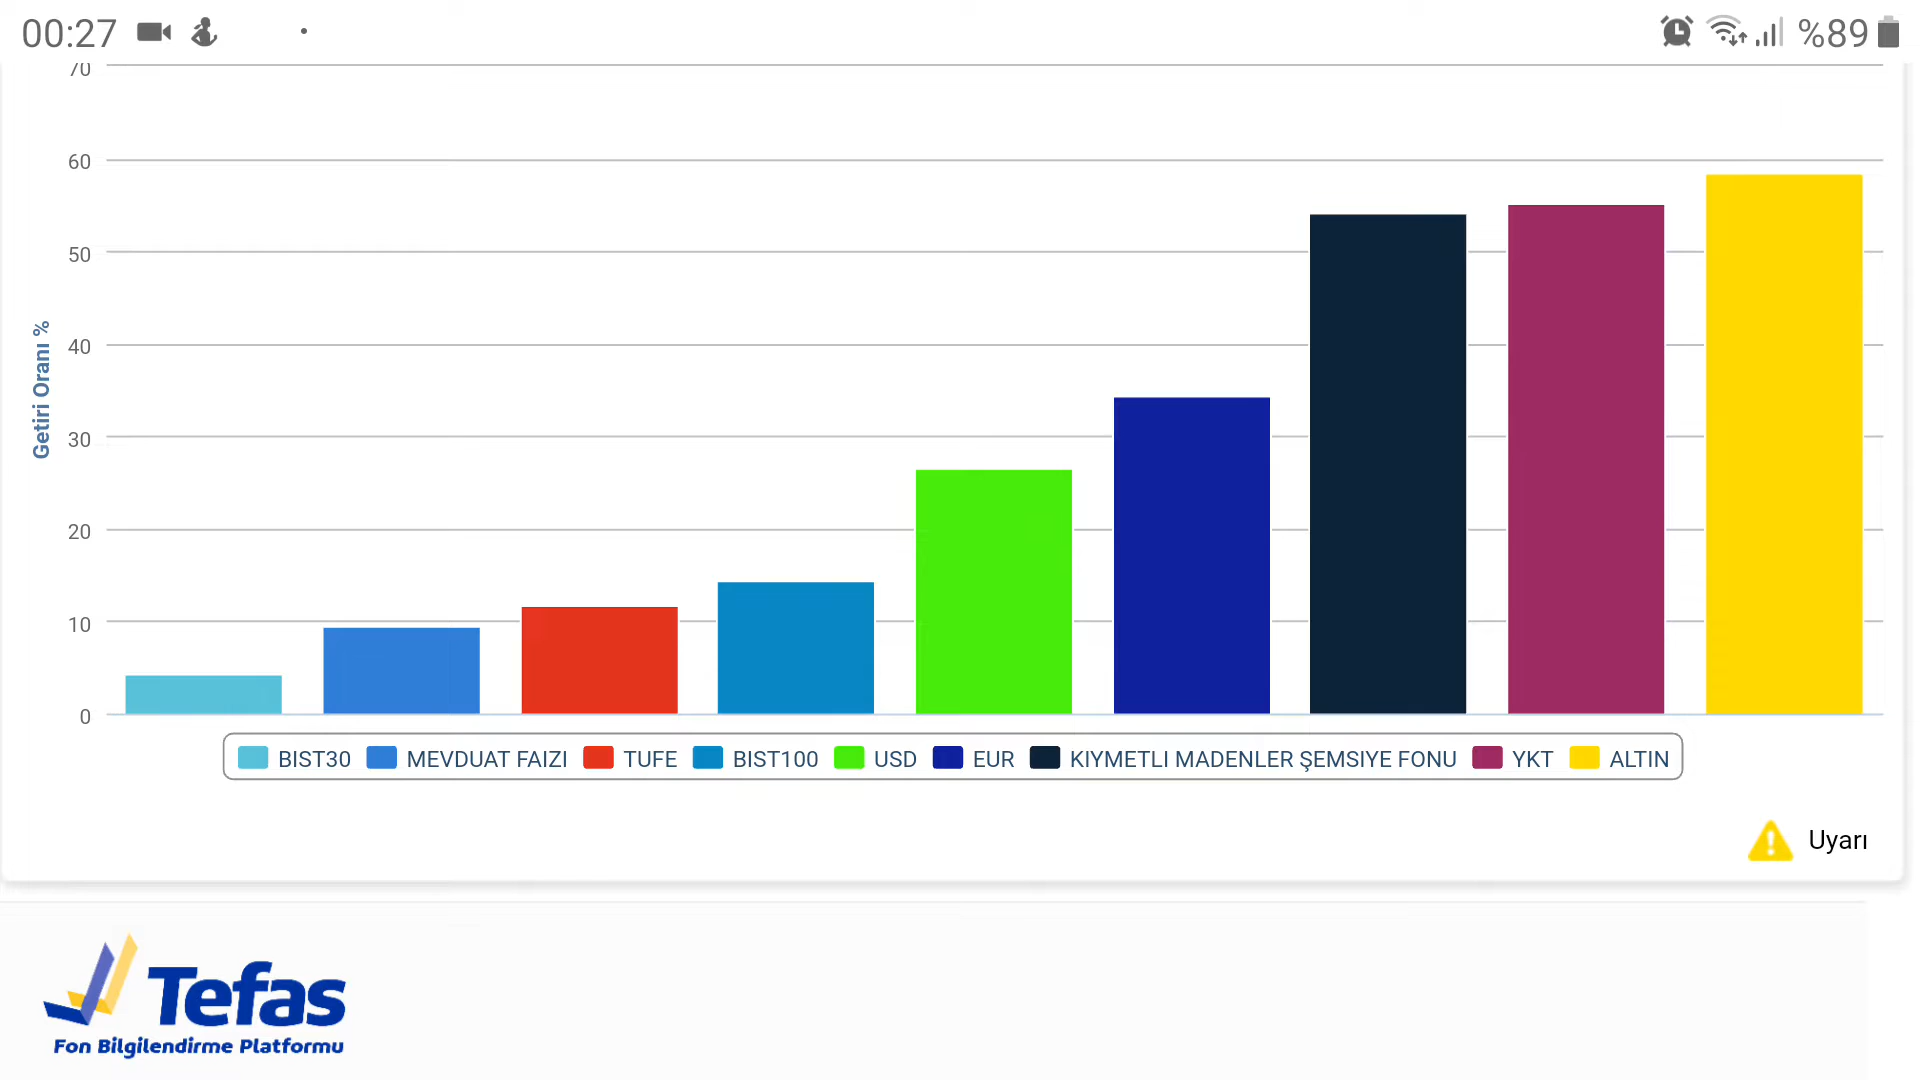 00:27 %89
70
60
50
40
30
20
10
0
Getiri Oranı %
BIST30 MEVDUAT FAIZI TUFE BIST100 USD EUR KIYMETLI MADENLER ŞEMSIYE FONU YKT ALTIN
Uyarı
Tefas
Fon Bilgilendirme Platformu